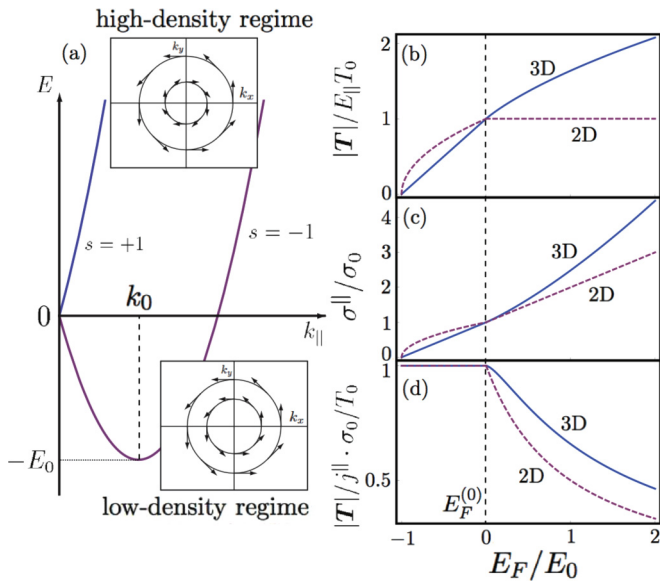 high-density regime
(a)
E
k_y
k_x
s = +1
s = −1
k_0
0
k_||
k_y
k_x
−E_0
low-density regime
(b)
|T|/E_||T_0
2
1
0
3D
2D
(c)
σ^||/σ_0
4
3
2
1
0
3D
2D
(d)
|T|/j^|| · σ_0/T_0
1
0.5
3D
2D
E_F^(0)
−1 0 1 2
E_F/E_0